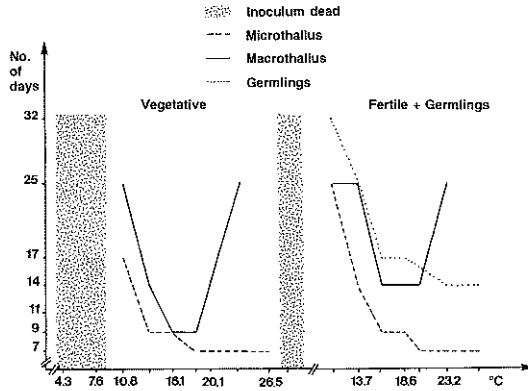 Inoculum dead
Microthallus
Macrothallus
Germlings
No.
of
days
Vegetative
Fertile + Germlings
32
25
17
14
11
9
7
4.3 7.6 10.8 16.1 20.1 26.5 13.7 18.6 23.2 °C